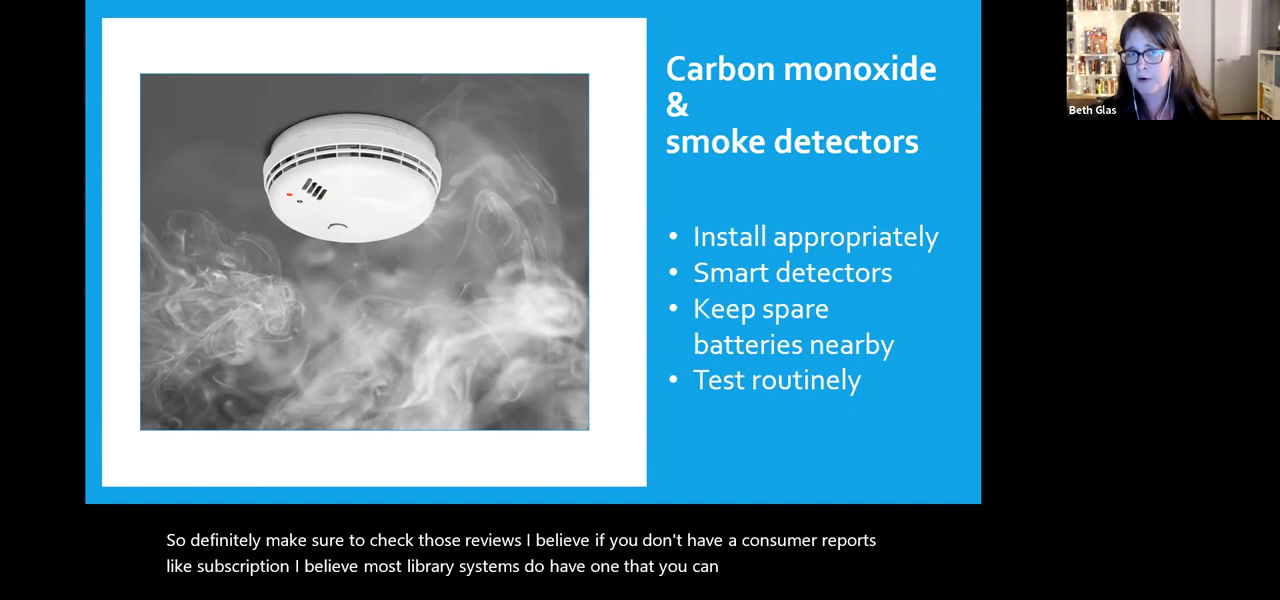 Carbon monoxide
&
smoke detectors
• Install appropriately
• Smart detectors
• Keep spare
batteries nearby
• Test routinely
Beth Glas
So definitely make sure to check those reviews I believe if you don't have a consumer reports
like subscription I believe most library systems do have one that you can